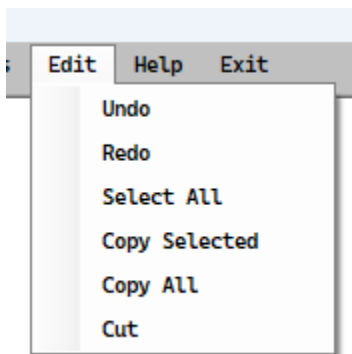 Edit Help Exit
Undo
Redo
Select All
Copy Selected
Copy All
Cut